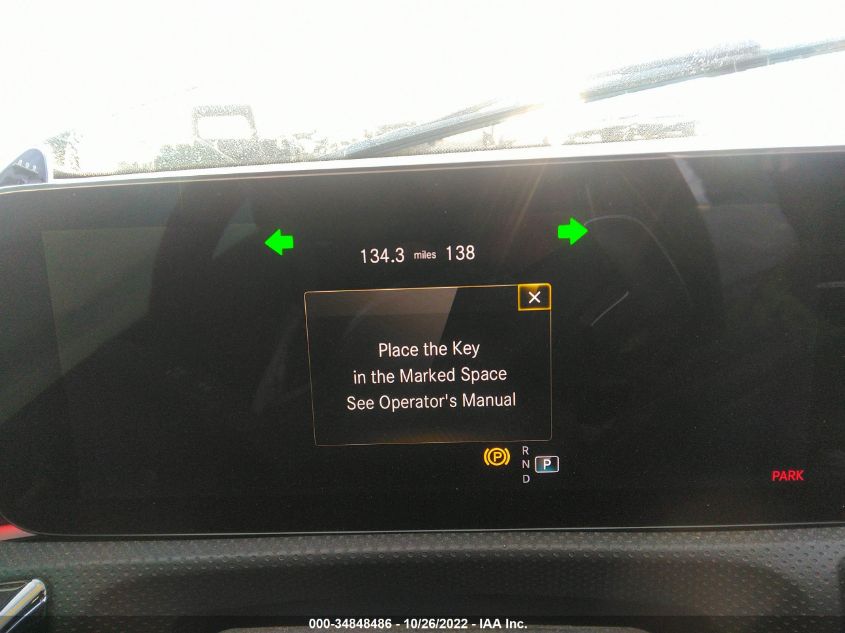 134.3 miles 138
Place the Key
in the Marked Space
See Operator's Manual
R
N P
D
PARK
000-34848486 - 10/26/2022 - IAA Inc.